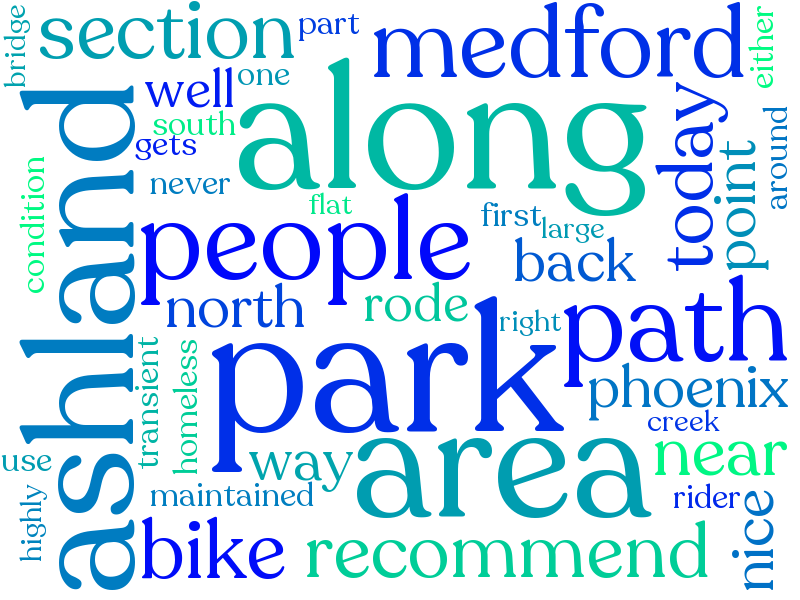 bridge
section
part
medford
either
well
one
along
ashland
south
gets
today
around
never
point
condition
flat
people
first
large
back
north
rode
right
path
park
transient
homeless
phoenix
creek
way
area
near
use
highly
maintained
rider
nice
bike
recommend